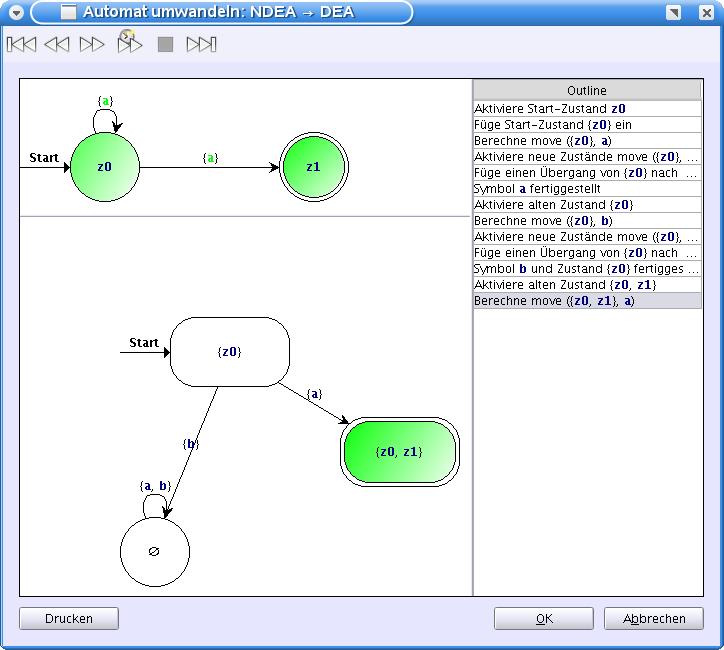 Automat umwandeln: NDEA → DEA
{a}
Start
z0
{a}
z1
Start
{z0}
{a}
{b}
{z0, z1}
{a, b}
∅
Outline
Aktiviere Start-Zustand z0
Füge Start-Zustand {z0} ein
Berechne move ({z0}, a)
Aktiviere neue Zustände move ({z0}, ...
Füge einen Übergang von {z0} nach ...
Symbol a fertiggestellt
Aktiviere alten Zustand {z0}
Berechne move ({z0}, b)
Aktiviere neue Zustände move ({z0}, ...
Füge einen Übergang von {z0} nach ...
Symbol b und Zustand {z0} fertigges ...
Aktiviere alten Zustand {z0, z1}
Berechne move ({z0, z1}, a)
Drucken
OK
Abbrechen